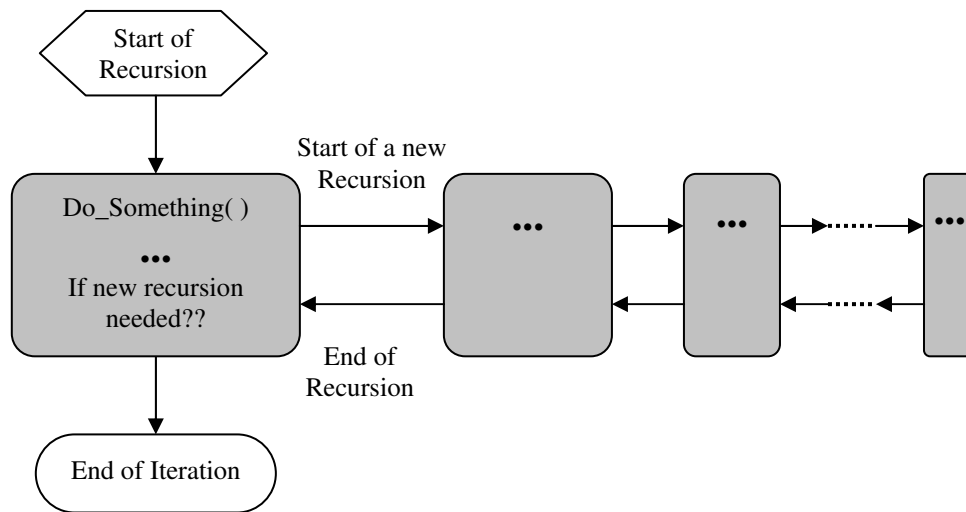 Start of
Recursion
Start of a new
Recursion
Do_Something( )
•••
If new recursion
needed??
•••
•••
•••
End of
Recursion
End of Iteration